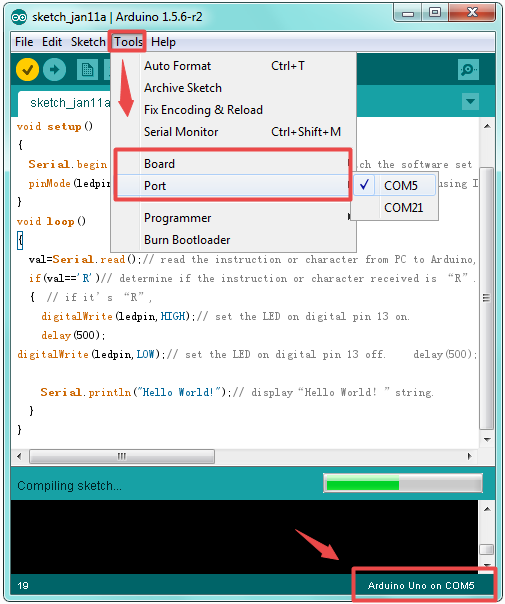 sketch_jan11a | Arduino 1.5.6-r2
File Edit Sketch Tools Help
Auto Format Ctrl+T
Archive Sketch
Fix Encoding & Reload
Serial Monitor Ctrl+Shift+M
Board
Port
COM5
COM21
Programmer
Burn Bootloader
sketch_jan11a
void setup()
{
Serial.begin ch the software set
pinMode(ledpin, using I
}
void loop()
{
val=Serial.read();// read the instruction or character from PC to Arduino,
if(val=='R')// determine if the instruction or character received is “R”.
{ // if it's “R”,
digitalWrite(ledpin,HIGH);// set the LED on digital pin 13 on.
delay(500);
digitalWrite(ledpin,LOW);// set the LED on digital pin 13 off. delay(500);
Serial.println("Hello World!");// display“Hello World! ”string.
}
}
Compiling sketch...
19
Arduino Uno on COM5